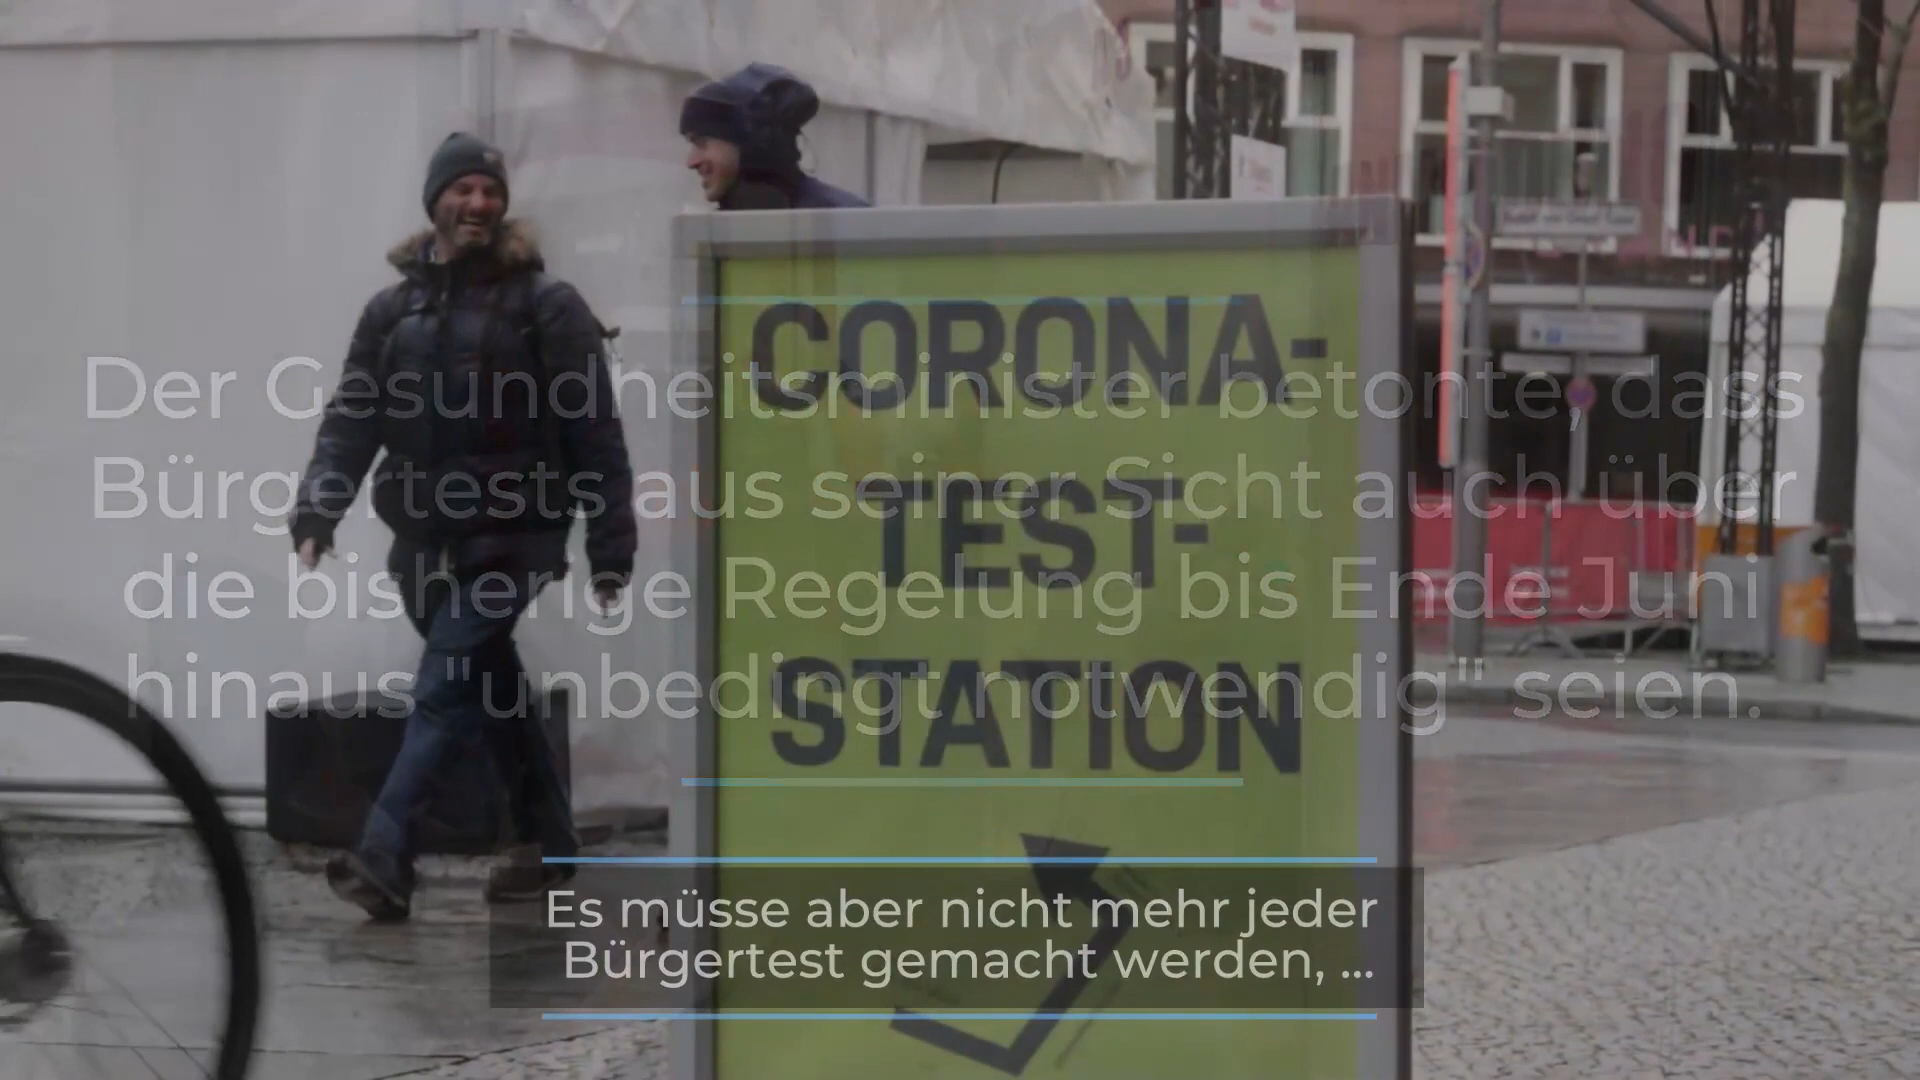 CORONA-
TEST-
STATION
Der Gesundheitsminister betonte, dass
Bürgertests aus seiner Sicht auch über
die bisherige Regelung bis Ende Juni
hinaus "unbedingt notwendig" seien.
Es müsse aber nicht mehr jeder
Bürgertest gemacht werden, ...